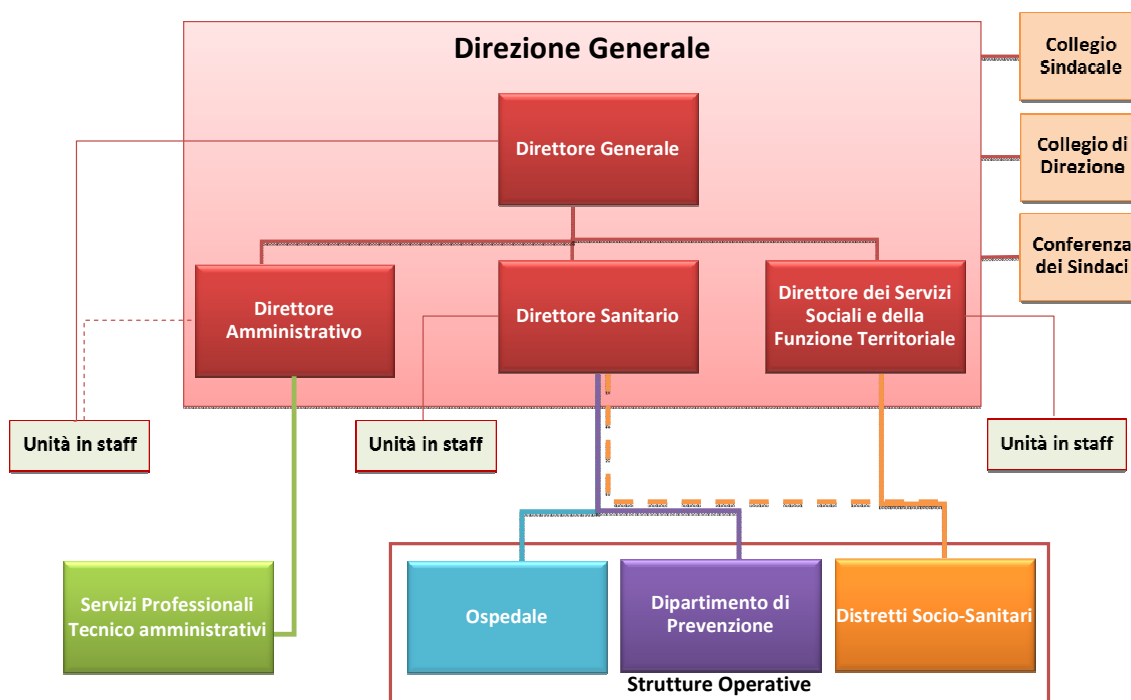 Direzione Generale
Collegio
Sindacale
Direttore Generale
Collegio di
Direzione
Conferenza
dei Sindaci
Direttore
Amministrativo
Direttore Sanitario
Direttore dei Servizi
Sociali e della
Funzione Territoriale
Unità in staff
Unità in staff
Unità in staff
Servizi Professionali
Tecnico amministrativi
Ospedale
Dipartimento di
Prevenzione
Distretti Socio-Sanitari
Strutture Operative